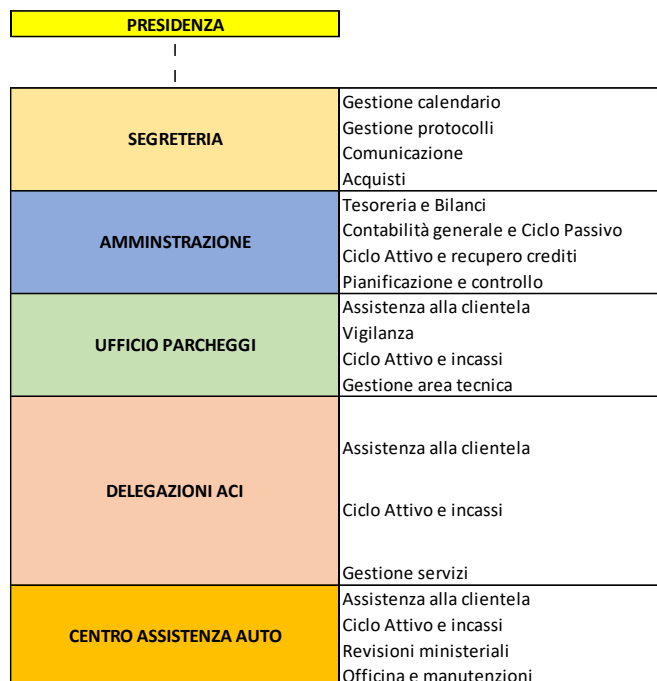 PRESIDENZA
SEGRETERIA
Gestione calendario
Gestione protocolli
Comunicazione
Acquisti
AMMINSTRAZIONE
Tesoreria e Bilanci
Contabilità generale e Ciclo Passivo
Ciclo Attivo e recupero crediti
Pianificazione e controllo
UFFICIO PARCHEGGI
Assistenza alla clientela
Vigilanza
Ciclo Attivo e incassi
Gestione area tecnica
DELEGAZIONI ACI
Assistenza alla clientela
Ciclo Attivo e incassi
Gestione servizi
CENTRO ASSISTENZA AUTO
Assistenza alla clientela
Ciclo Attivo e incassi
Revisioni ministeriali
Officina e manutenzioni